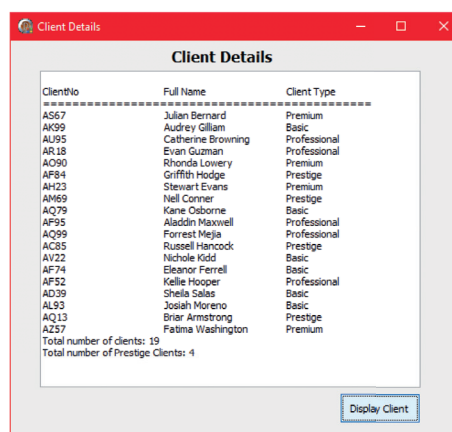 Client Details
Client Details
ClientNo Full Name Client Type
==============================================
AS67 Julian Bernard Premium
AK99 Audrey Gilliam Basic
AU95 Catherine Browning Professional
AR18 Evan Guzman Professional
AO90 Rhonda Lowery Premium
AF84 Griffith Hodge Prestige
AH23 Stewart Evans Premium
AM69 Nell Conner Prestige
AQ79 Kane Osborne Basic
AF95 Aladdin Maxwell Professional
AQ99 Forrest Mejia Professional
AC85 Russell Hancock Prestige
AV22 Nichole Kidd Basic
AF74 Eleanor Ferrell Basic
AF52 Kellie Hooper Professional
AD39 Sheila Salas Basic
AL93 Josiah Moreno Basic
AQ13 Briar Armstrong Prestige
AZ57 Fatima Washington Premium
Total number of clients: 19
Total number of Prestige Clients: 4
Display Client